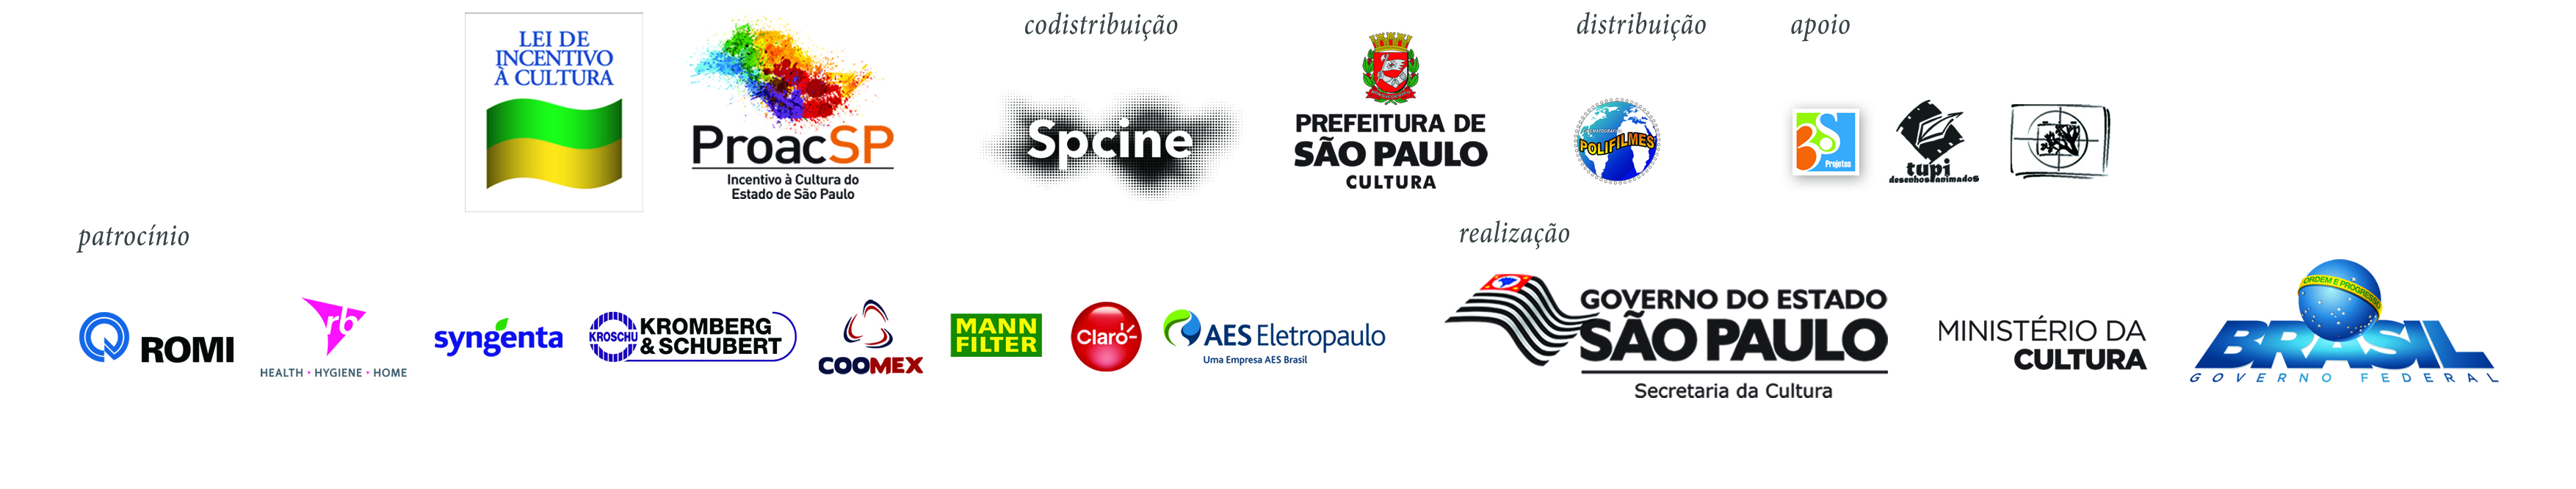 LEI DE
INCENTIVO
À CULTURA
ProacSP
Incentivo à Cultura do
Estado de São Paulo
codistribuição
Spcine
PREFEITURA DE
SÃO PAULO
CULTURA
distribuição
POLIFILMES
apoio
3S
Projetos
tupi
desenhos animados
patrocínio
ROMI
rb
HEALTH • HYGIENE • HOME
syngenta
KROSCHU
KROMBERG
& SCHUBERT
COOMEX
MANN
FILTER
Claro
AES Eletropaulo
Uma Empresa AES Brasil
realização
GOVERNO DO ESTADO
SÃO PAULO
Secretaria da Cultura
MINISTÉRIO DA
CULTURA
ORDEM E PROGRESSO
BRASIL
GOVERNO FEDERAL